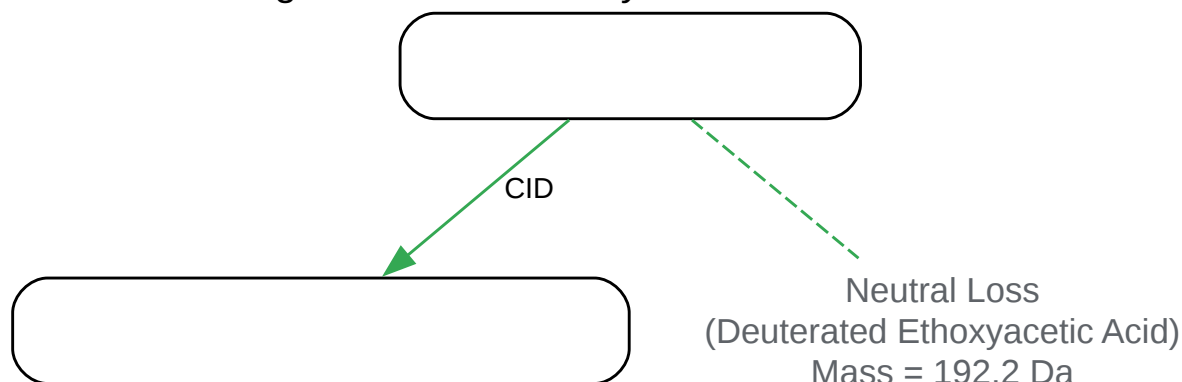 CID
Neutral Loss
(Deuterated Ethoxyacetic Acid)
Mass = 192.2 Da